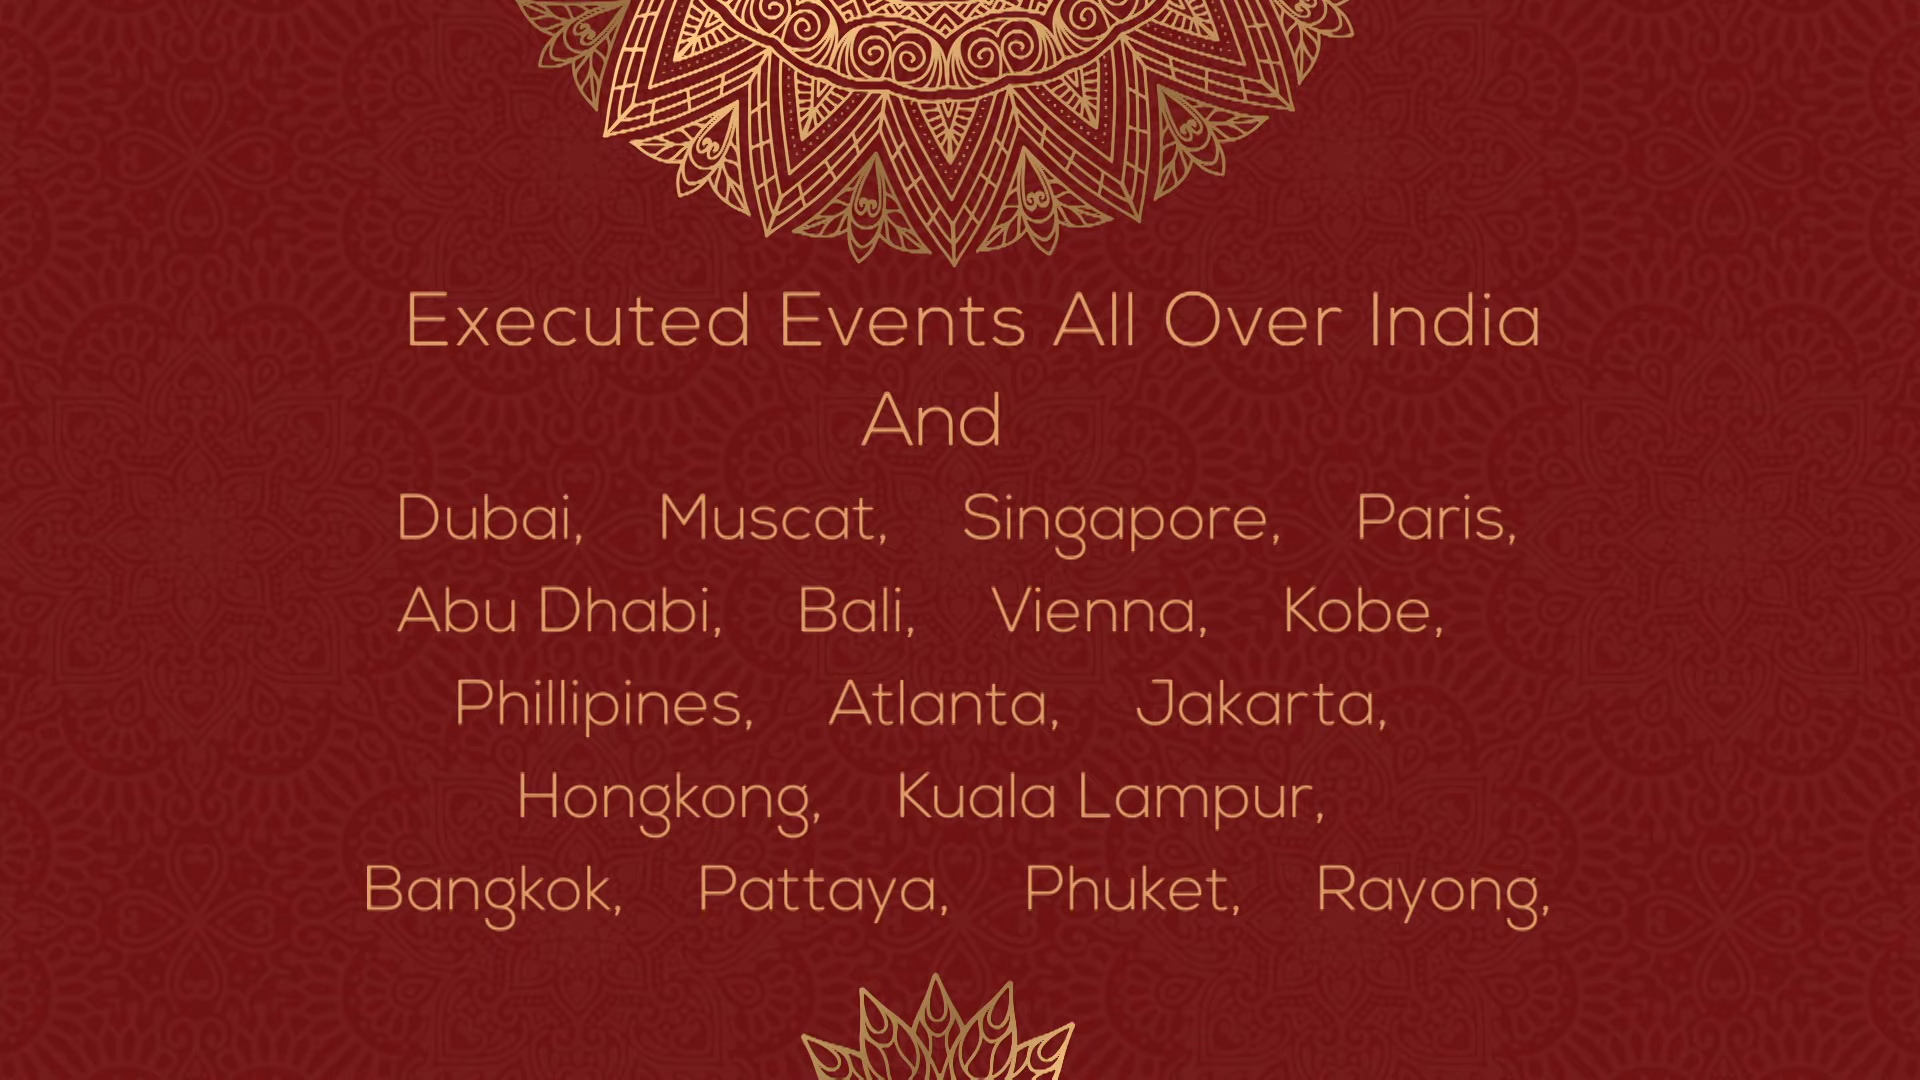 Executed Events All Over India
And
Dubai, Muscat, Singapore, Paris,
Abu Dhabi, Bali, Vienna, Kobe,
Phillipines, Atlanta, Jakarta,
Hongkong, Kuala Lampur,
Bangkok, Pattaya, Phuket, Rayong,